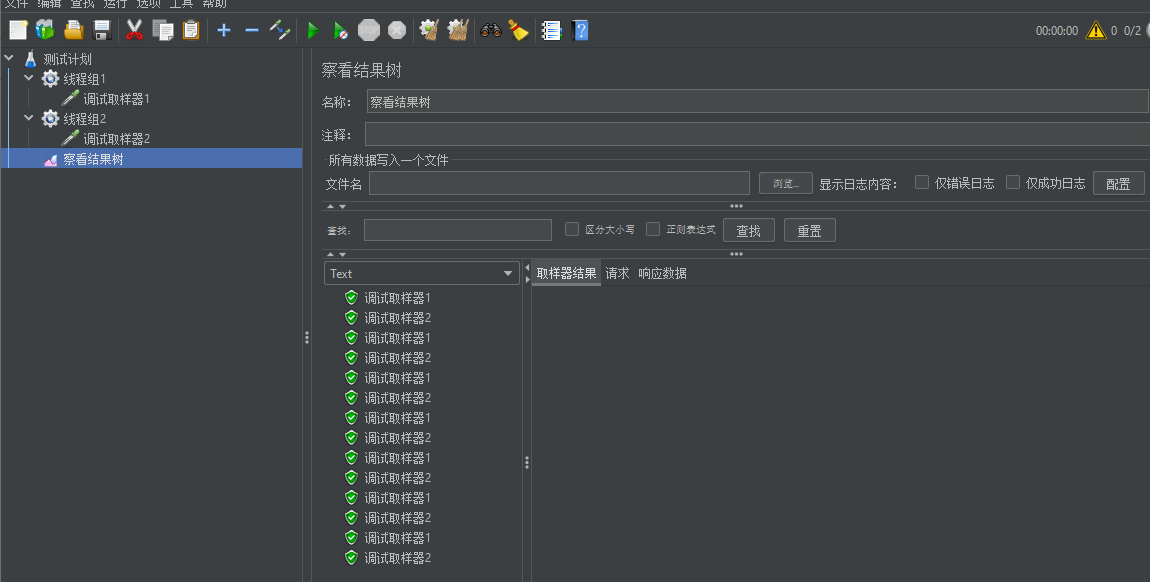 文件 编辑 查找 运行 选项 工具 帮助
00:00:00 0 0/2
测试计划
线程组1
调试取样器1
线程组2
调试取样器2
察看结果树
察看结果树
名称： 察看结果树
注释：
所有数据写入一个文件
文件名 浏览... 显示日志内容： 仅错误日志 仅成功日志 配置
查找： 区分大小写 正则表达式 查找 重置
Text 取样器结果 请求 响应数据
调试取样器1
调试取样器2
调试取样器1
调试取样器2
调试取样器1
调试取样器2
调试取样器1
调试取样器2
调试取样器1
调试取样器2
调试取样器1
调试取样器2
调试取样器1
调试取样器2